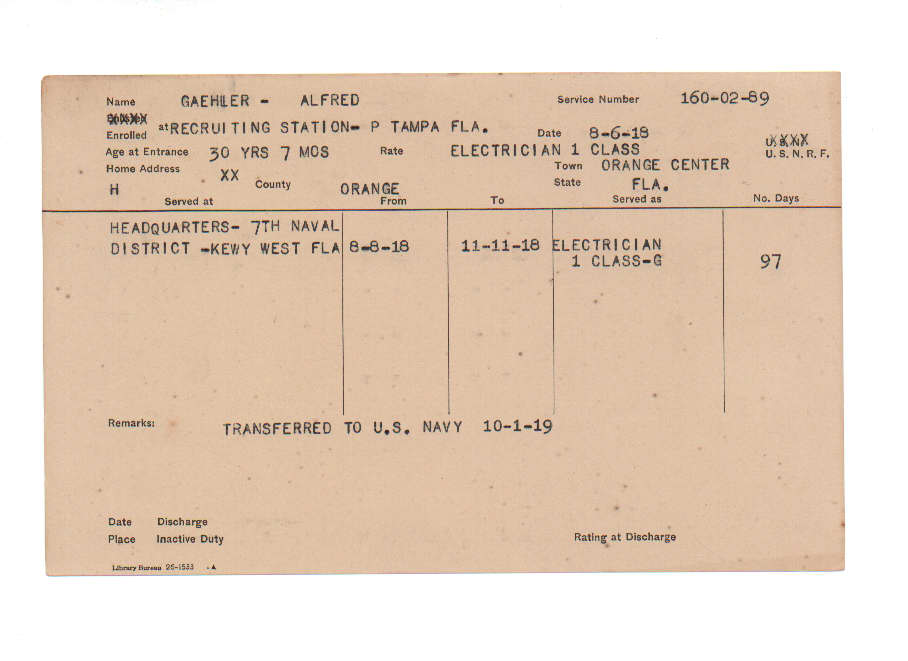 Name GAEHLER - ALFRED Service Number 160-02-89
Enrolled at RECRUITING STATION- P TAMPA FLA. Date 8-6-18
Age at Entrance 30 YRS 7 MOS Rate ELECTRICIAN 1 CLASS U.S.N.R.F.
Home Address XX Town ORANGE CENTER
H County ORANGE State FLA.
Served at From To Served as No. Days
HEADQUARTERS- 7TH NAVAL
DISTRICT -KEWY WEST FLA 8-8-18 11-11-18 ELECTRICIAN
1 CLASS-G 97
Remarks: TRANSFERRED TO U.S. NAVY 10-1-19
Date Discharge
Place Inactive Duty Rating at Discharge
Library Bureau 26-1533 -A